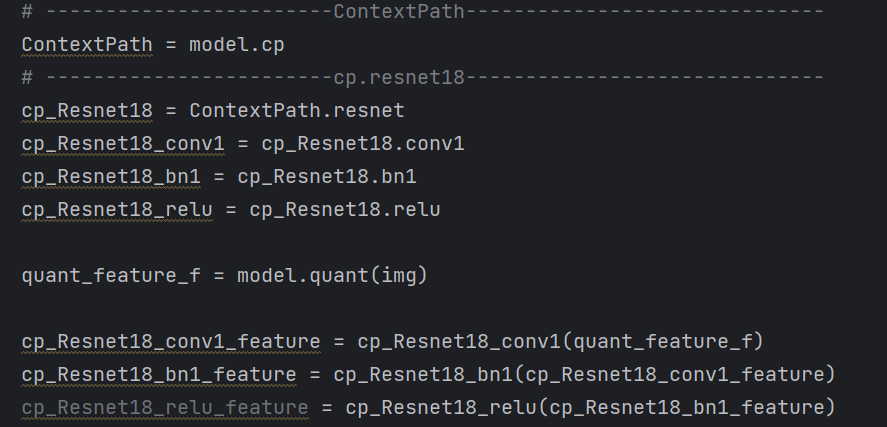 # ------------------------ContextPath------------------------------
ContextPath = model.cp
# ------------------------cp.resnet18------------------------------
cp_Resnet18 = ContextPath.resnet
cp_Resnet18_conv1 = cp_Resnet18.conv1
cp_Resnet18_bn1 = cp_Resnet18.bn1
cp_Resnet18_relu = cp_Resnet18.relu
quant_feature_f = model.quant(img)
cp_Resnet18_conv1_feature = cp_Resnet18_conv1(quant_feature_f)
cp_Resnet18_bn1_feature = cp_Resnet18_bn1(cp_Resnet18_conv1_feature)
cp_Resnet18_relu_feature = cp_Resnet18_relu(cp_Resnet18_bn1_feature)